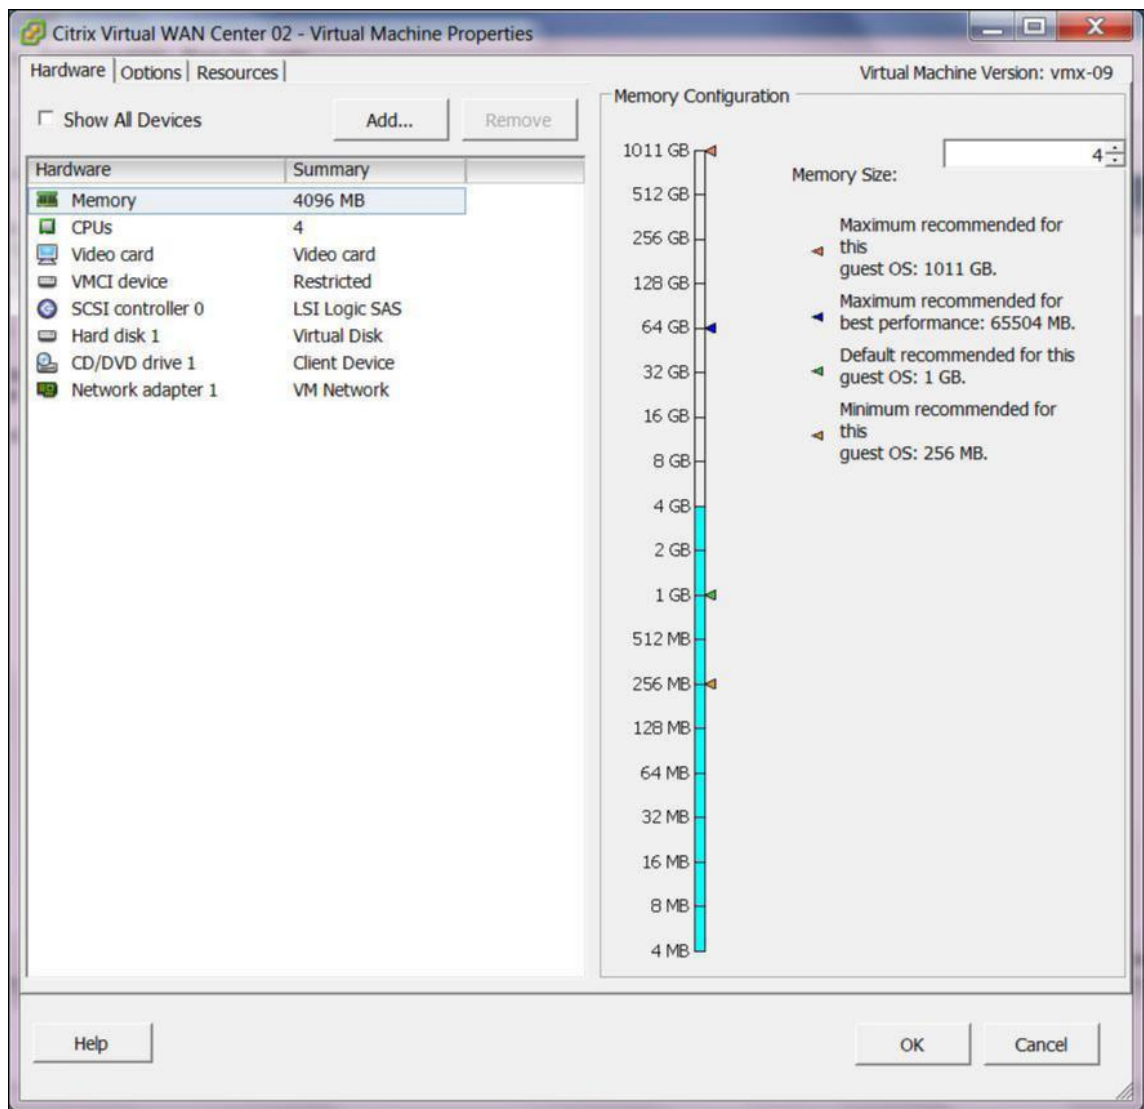 Citrix Virtual WAN Center 02 - Virtual Machine Properties
Hardware Options Resources
Virtual Machine Version: vmx-09
Show All Devices
Add...
Remove
Hardware Summary
Memory 4096 MB
CPUs 4
Video card Video card
VMCI device Restricted
SCSI controller 0 LSI Logic SAS
Hard disk 1 Virtual Disk
CD/DVD drive 1 Client Device
Network adapter 1 VM Network
Memory Configuration
1011 GB
512 GB
256 GB
128 GB
64 GB
32 GB
16 GB
8 GB
4 GB
2 GB
1 GB
512 MB
256 MB
128 MB
64 MB
32 MB
16 MB
8 MB
4 MB
Memory Size: 4
Maximum recommended for
this
guest OS: 1011 GB.
Maximum recommended for
best performance: 65504 MB.
Default recommended for this
guest OS: 1 GB.
Minimum recommended for
this
guest OS: 256 MB.
Help
OK
Cancel